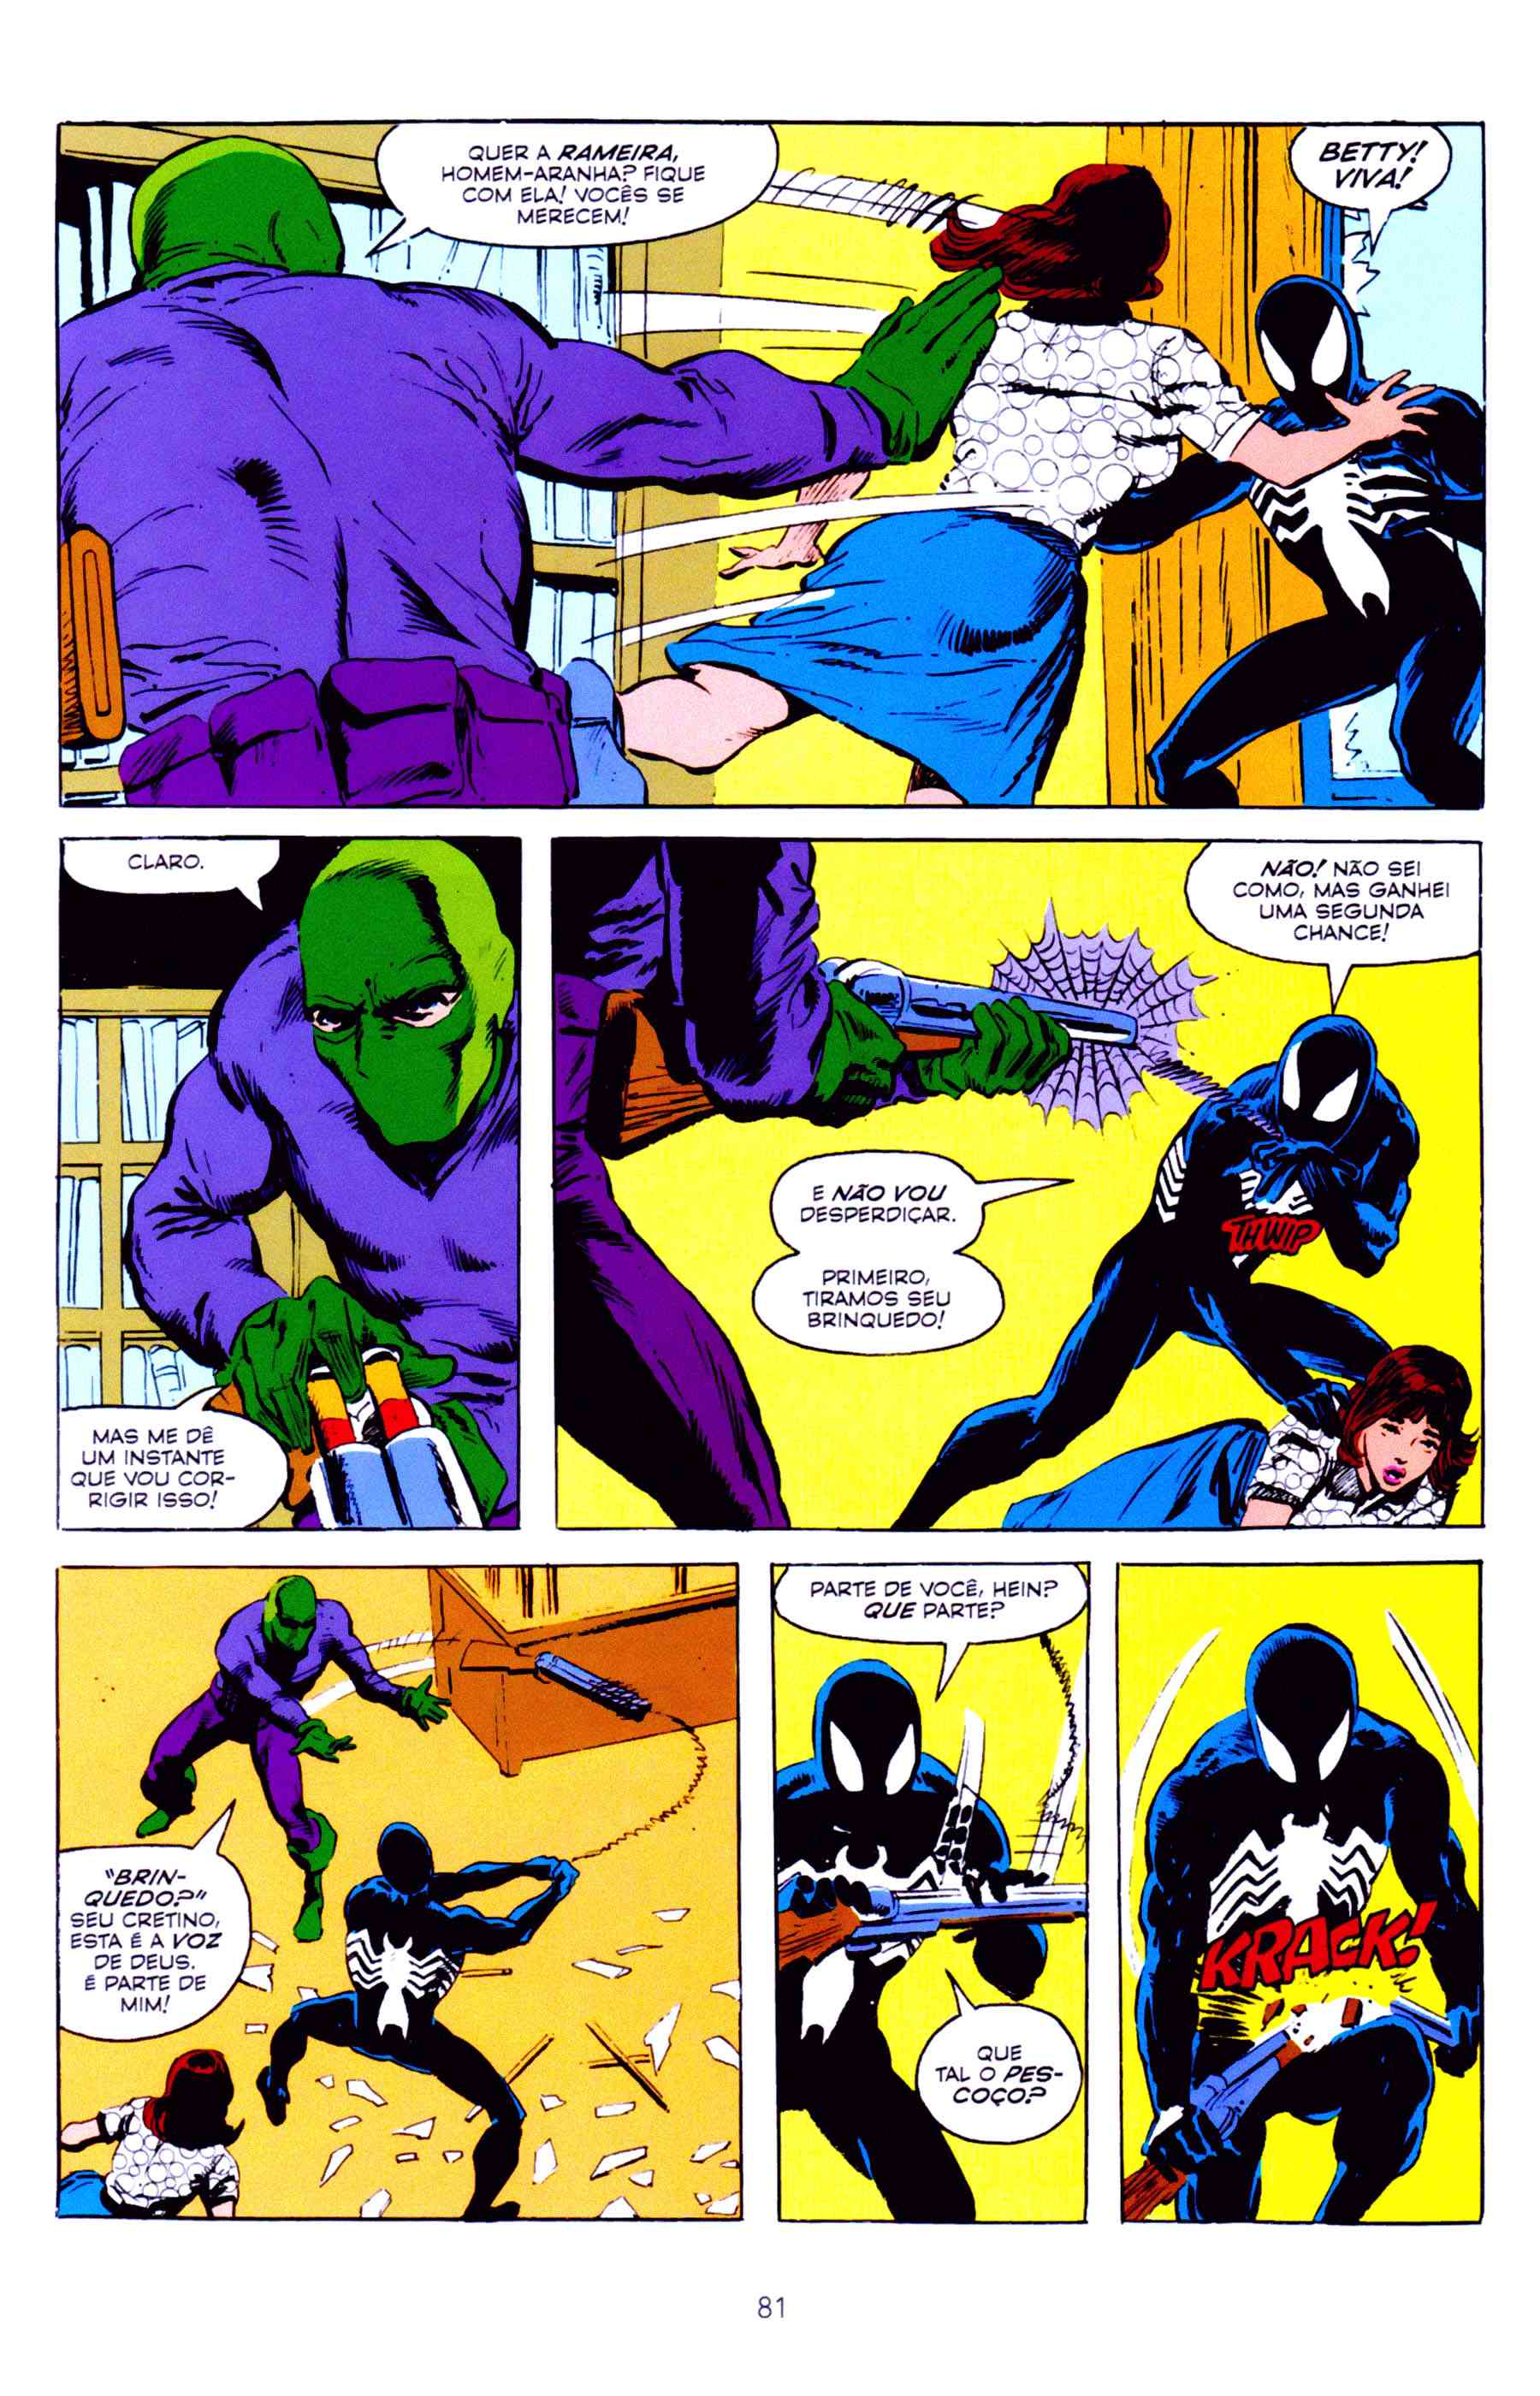 QUER A RAMEIRA,
HOMEM-ARANHA? FIQUE
COM ELA! VOCÊS SE
MERECEM!
BETTY!
VIVA!
CLARO.
MAS ME DÊ
UM INSTANTE
QUE VOU COR-
RIGIR ISSO!
NÃO! NÃO SEI
COMO, MAS GANHEI
UMA SEGUNDA
CHANCE!
E NÃO VOU
DESPERDIÇAR.
PRIMEIRO,
TIRAMOS SEU
BRINQUEDO!
THWIP
"BRIN-
QUEDO?"
SEU CRETINO,
ESTA É A VOZ
DE DEUS.
É PARTE DE
MIM!
PARTE DE VOCÊ, HEIN?
QUE PARTE?
QUE
TAL O PES-
COÇO?
KRACK!
81